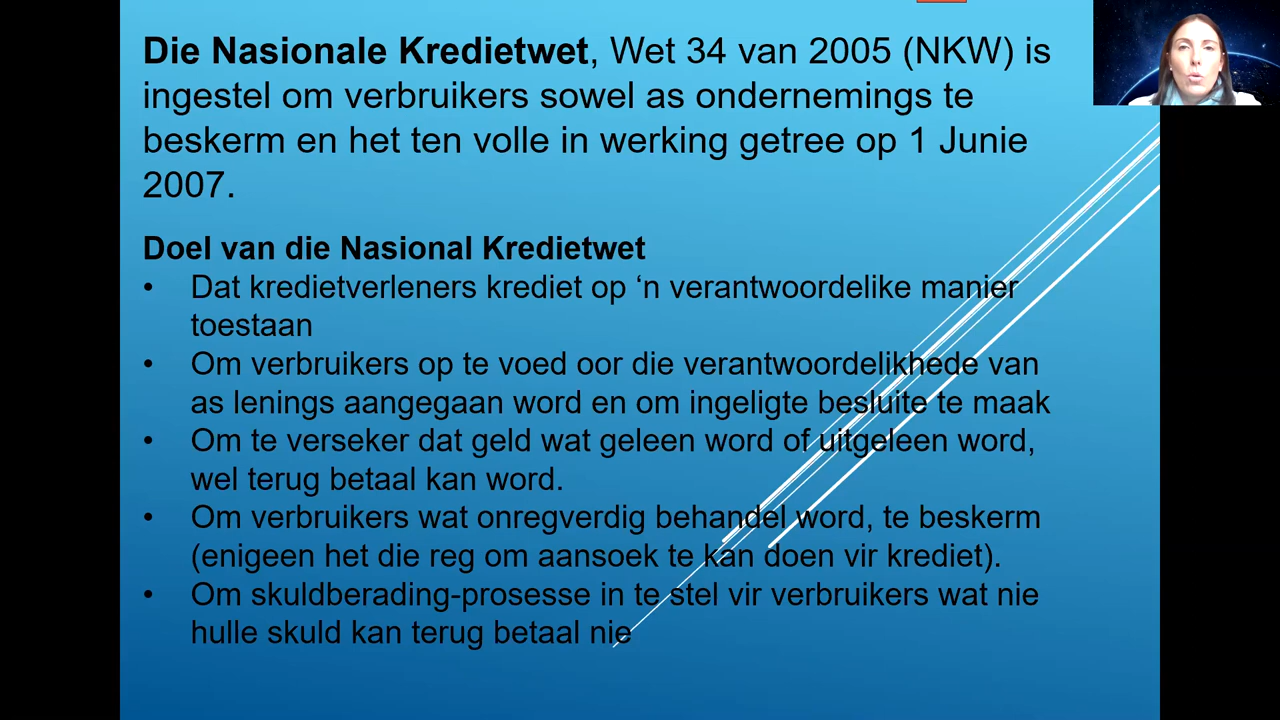 Die Nasionale Kredietwet, Wet 34 van 2005 (NKW) is
ingestel om verbruikers sowel as ondernemings te
beskerm en het ten volle in werking getree op 1 Junie
2007.
Doel van die Nasional Kredietwet
• Dat kredietverleners krediet op ‘n verantwoordelike manier
toestaan
• Om verbruikers op te voed oor die verantwoordelikhede van
as lenings aangegaan word en om ingeligte besluite te maak
• Om te verseker dat geld wat geleen word of uitgeleen word,
wel terug betaal kan word.
• Om verbruikers wat onregverdig behandel word, te beskerm
(enigeen het die reg om aansoek te kan doen vir krediet).
• Om skuldberading-prosesse in te stel vir verbruikers wat nie
hulle skuld kan terug betaal nie